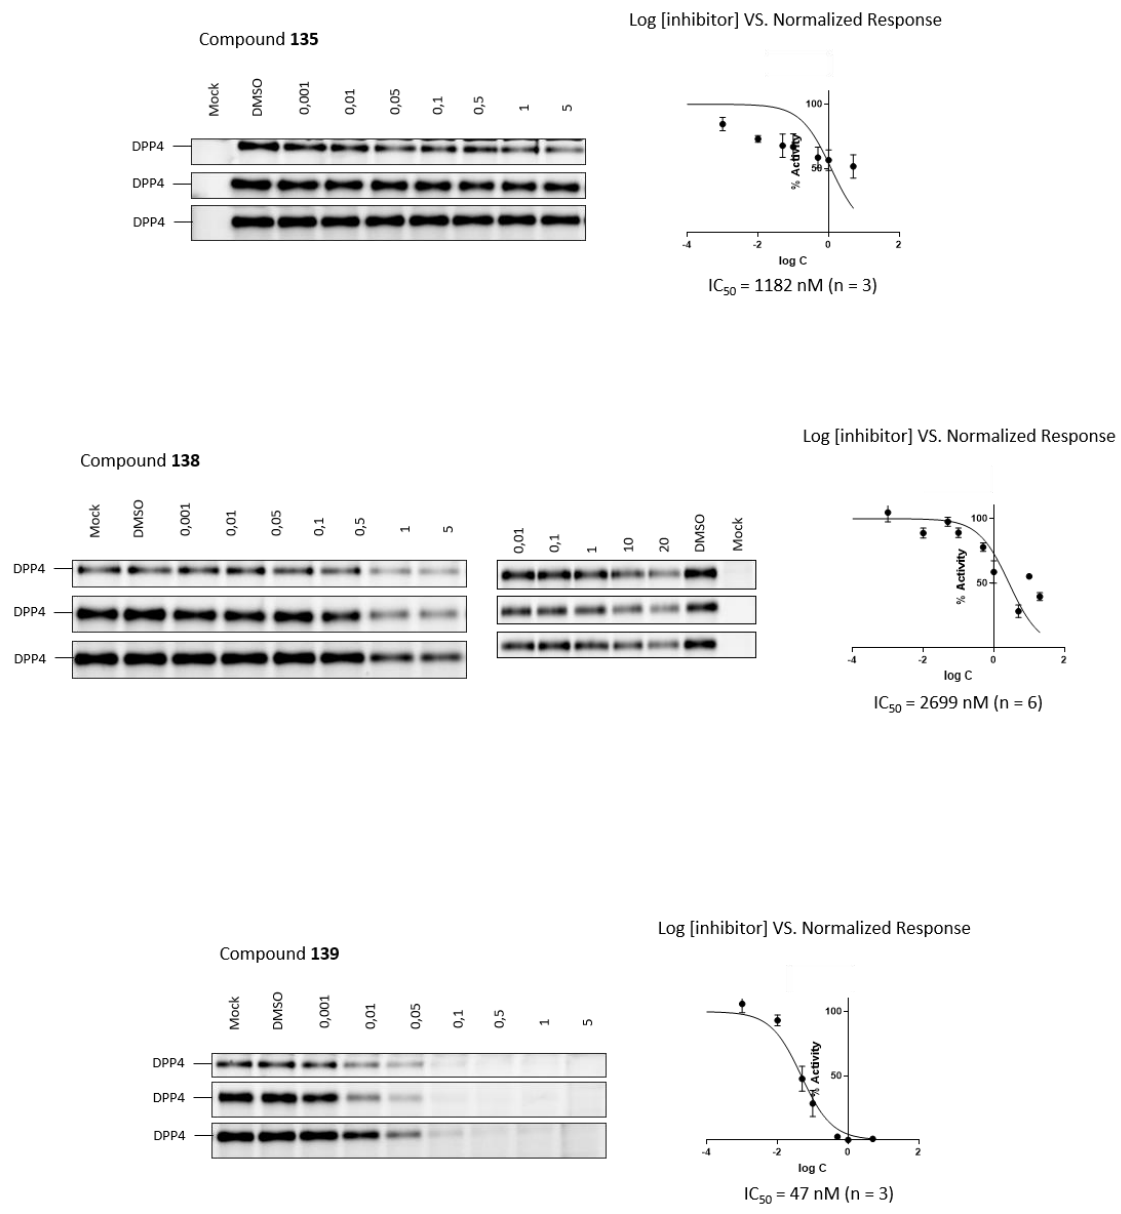 Log [inhibitor] VS. Normalized Response
Compound 135
Mock DMSO 0,001 0,01 0,05 0,1 0,5 1 5
DPP4
DPP4
DPP4
100
50
% Activity
-4 -2 0 2
log C
IC50 = 1182 nM (n = 3)
Log [inhibitor] VS. Normalized Response
Compound 138
Mock DMSO 0,001 0,01 0,05 0,1 0,5 1 5
0,01 0,1 1 10 20 DMSO Mock
DPP4
DPP4
DPP4
100
50
% Activity
-4 -2 0 2
log C
IC50 = 2699 nM (n = 6)
Log [inhibitor] VS. Normalized Response
Compound 139
Mock DMSO 0,001 0,01 0,05 0,1 0,5 1 5
DPP4
DPP4
DPP4
100
50
% Activity
-4 -2 0 2
log C
IC50 = 47 nM (n = 3)